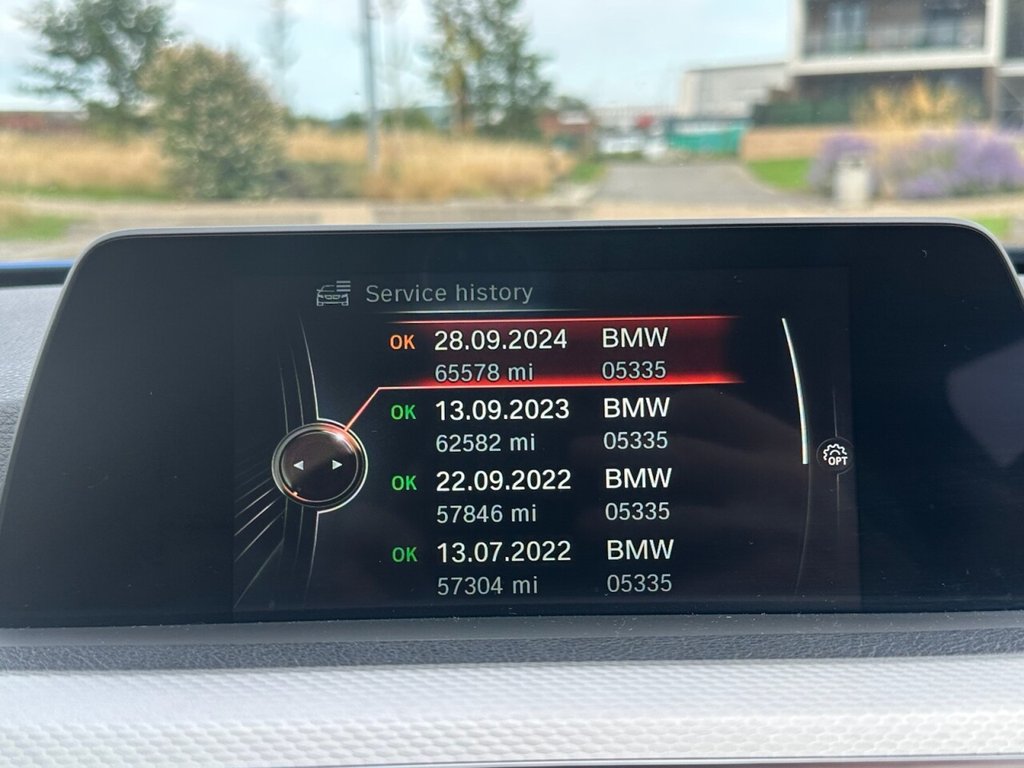 Service history
OK 28.09.2024 BMW
65578 mi 05335
OK 13.09.2023 BMW
62582 mi 05335
OK 22.09.2022 BMW
57846 mi 05335
OPT
OK 13.07.2022 BMW
57304 mi 05335